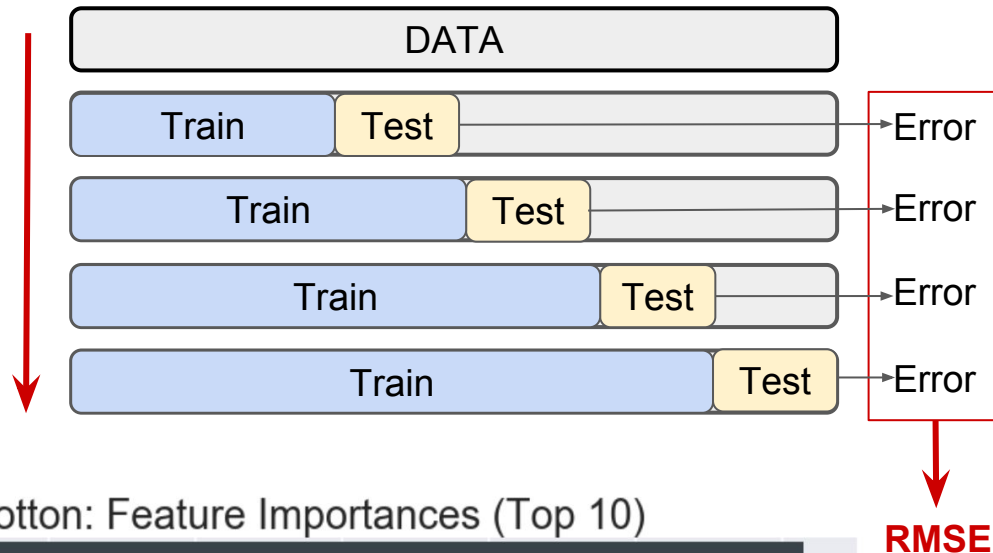 DATA
Train Test Error
Train Test Error
Train Test Error
Train Test Error
otton: Feature Importances (Top 10)
RMSE